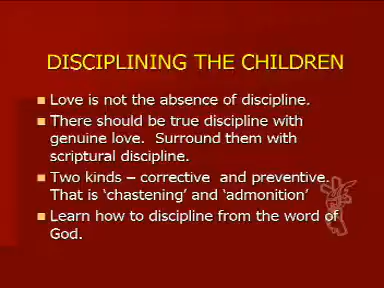 DISCIPLINING THE CHILDREN
Love is not the absence of discipline.
There should be true discipline with
genuine love.  Surround them with
scriptural discipline.
Two kinds – corrective  and preventive.
That is ‘chastening’ and ‘admonition’
Learn how to discipline from the word of
God.